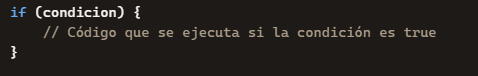 if (condicion) {
    // Código que se ejecuta si la condición es true
}